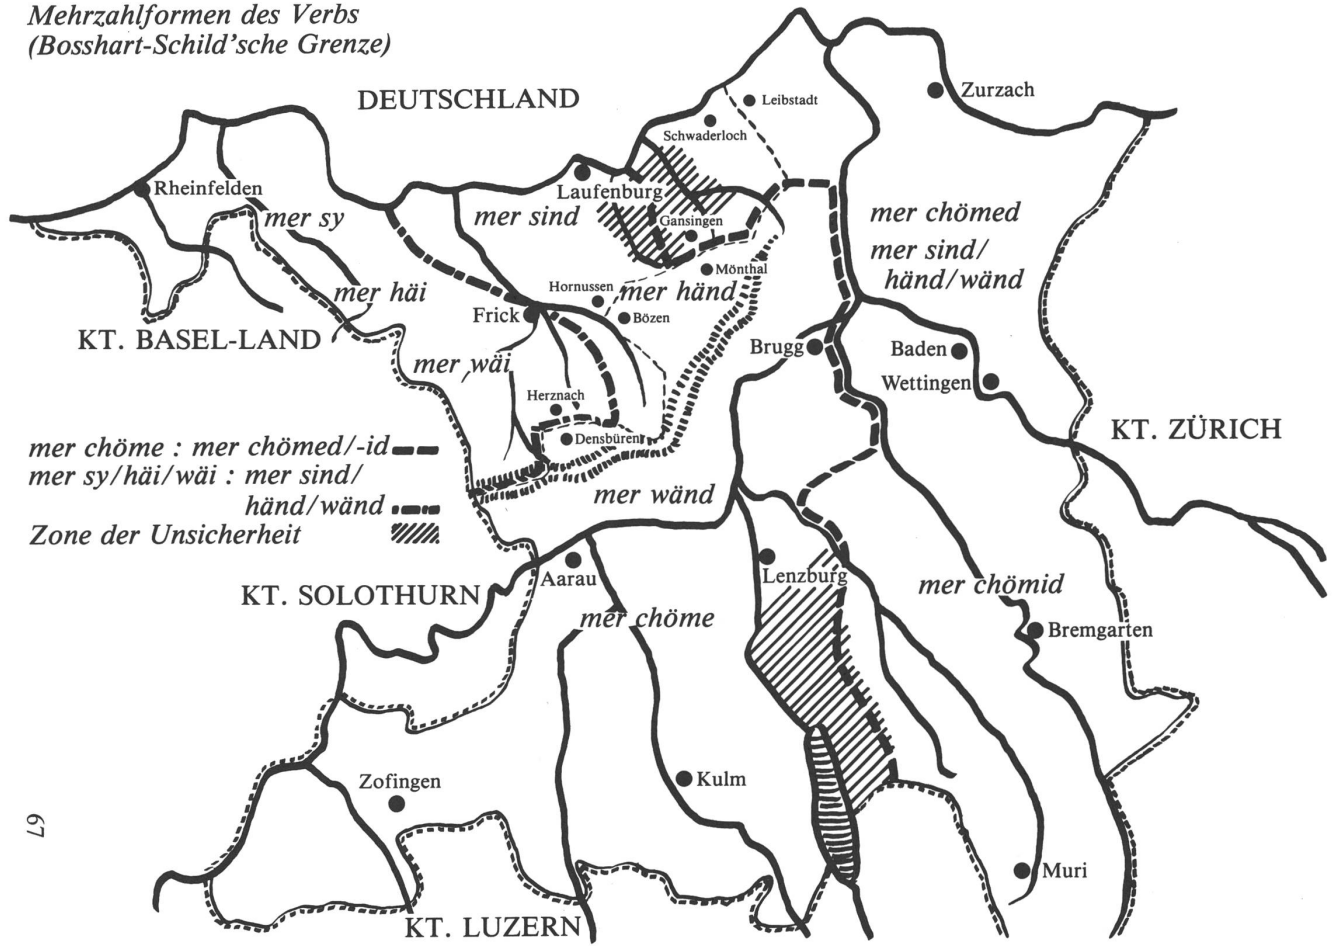 Mehrzahlformen des Verbs
(Bosshart-Schild'sche Grenze)
DEUTSCHLAND
Zurzach
Leibstadt
Schwaderloch
Rheinfelden
Laufenburg
mer sy
mer sind
Gansingen
mer chömed
mer sind/
händ/wänd
Mönthal
mer häi
Hornussen
mer händ
Frick
Bözen
KT. BASEL-LAND
Brugg
Baden
mer wäi
Wettingen
Herznach
KT. ZÜRICH
Densbüren
mer chöme : mer chömed/-id
mer sy/häi/wäi : mer sind/
händ/wänd
Zone der Unsicherheit
mer wänd
Aarau
Lenzburg
mer chömid
KT. SOLOTHURN
mer chöme
Bremgarten
Zofingen
Kulm
67
Muri
KT. LUZERN